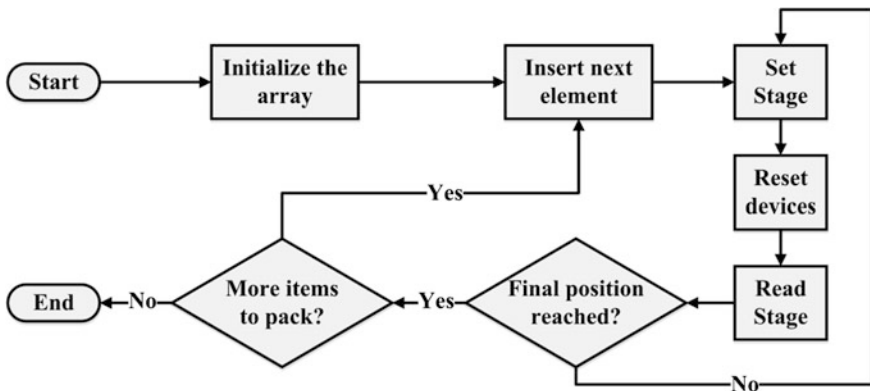 Start
Initialize the
array
Insert next
element
Set
Stage
Reset
devices
Yes
End
No
More items
to pack?
Yes
Final position
reached?
Read
Stage
No